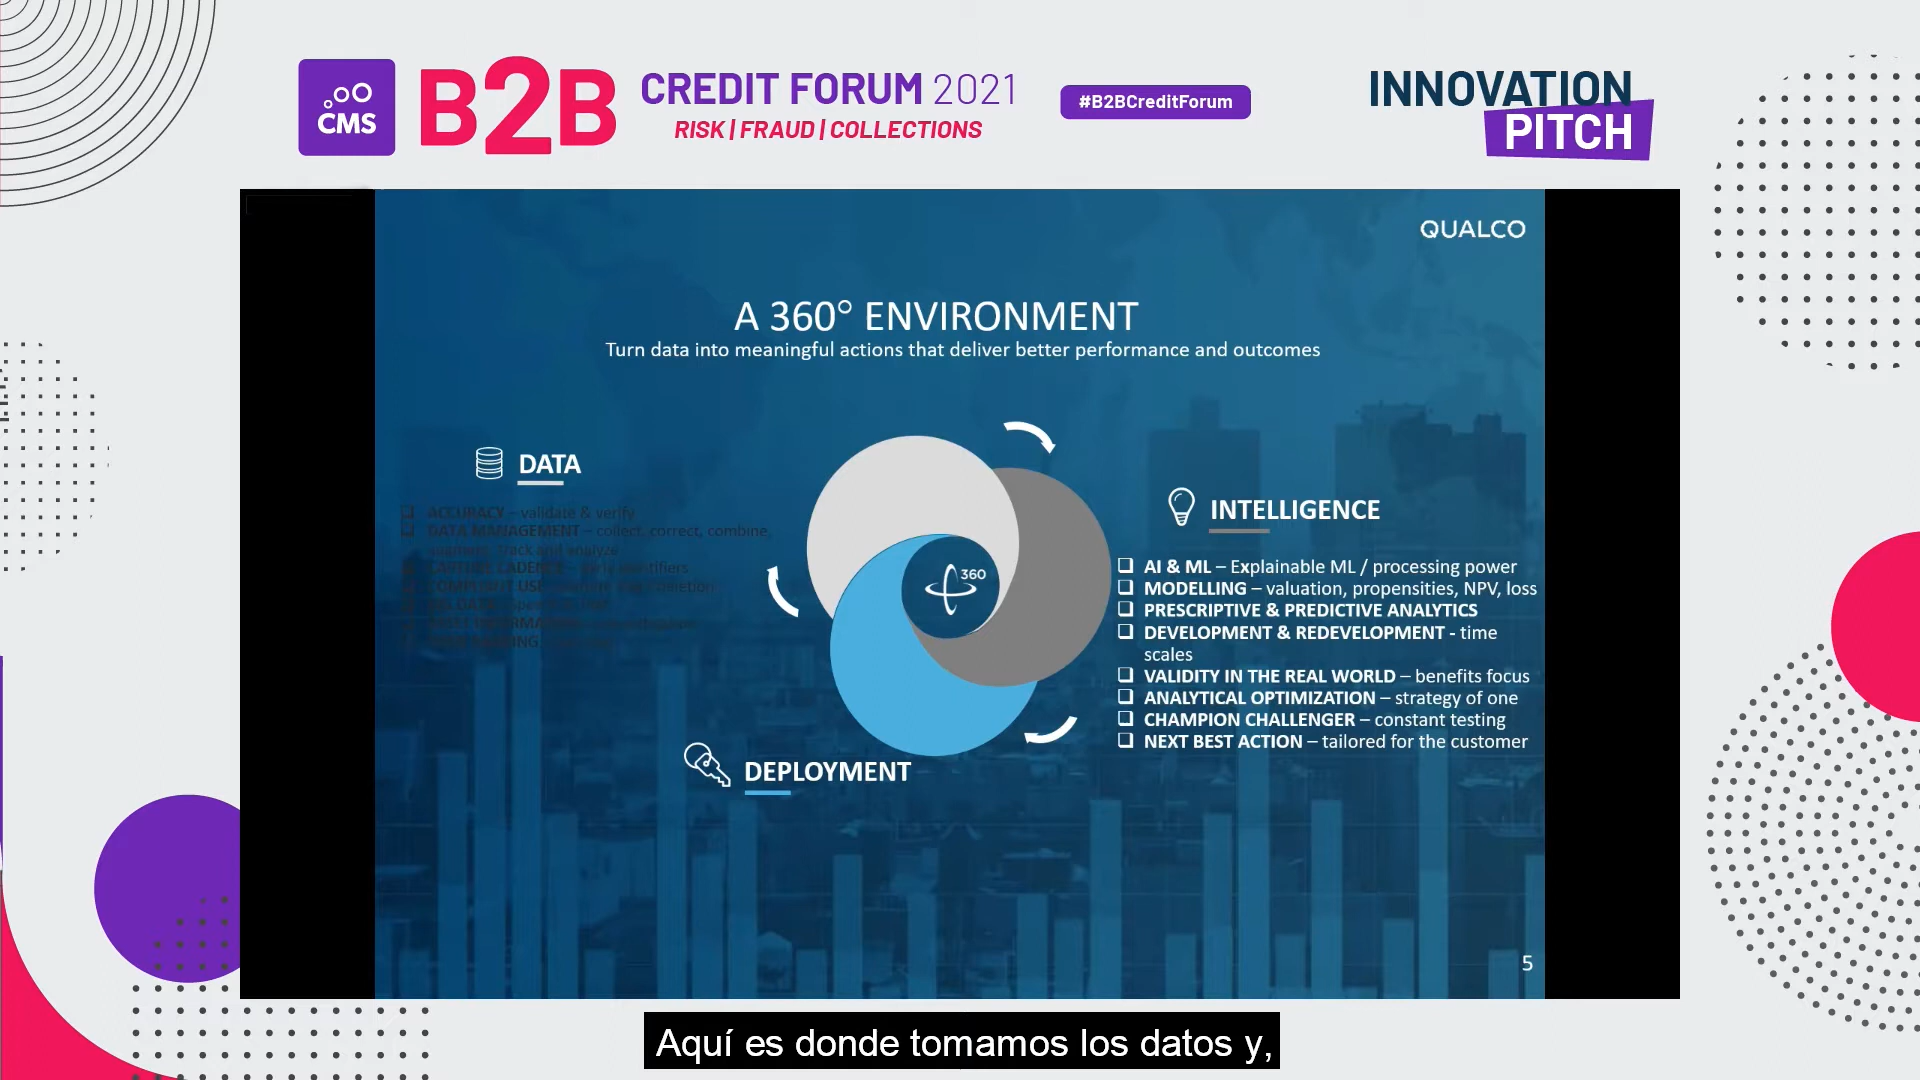 CMS
B2B
CREDIT FORUM 2021
RISK | FRAUD | COLLECTIONS
#B2BCreditForum
INNOVATION
PITCH
QUALCO
A 360° ENVIRONMENT
Turn data into meaningful actions that deliver better performance and outcomes
DATA
ACCURACY – validate & verify
DATA MANAGEMENT – collect, correct, combine,
track and analyze
360
INTELLIGENCE
AI & ML – Explainable ML / processing power
MODELLING – valuation, propensities, NPV, loss
PRESCRIPTIVE & PREDICTIVE ANALYTICS
DEVELOPMENT & REDEVELOPMENT - time
scales
VALIDITY IN THE REAL WORLD – benefits focus
ANALYTICAL OPTIMIZATION – strategy of one
CHAMPION CHALLENGER – constant testing
NEXT BEST ACTION – tailored for the customer
DEPLOYMENT
5
Aquí es donde tomamos los datos y,